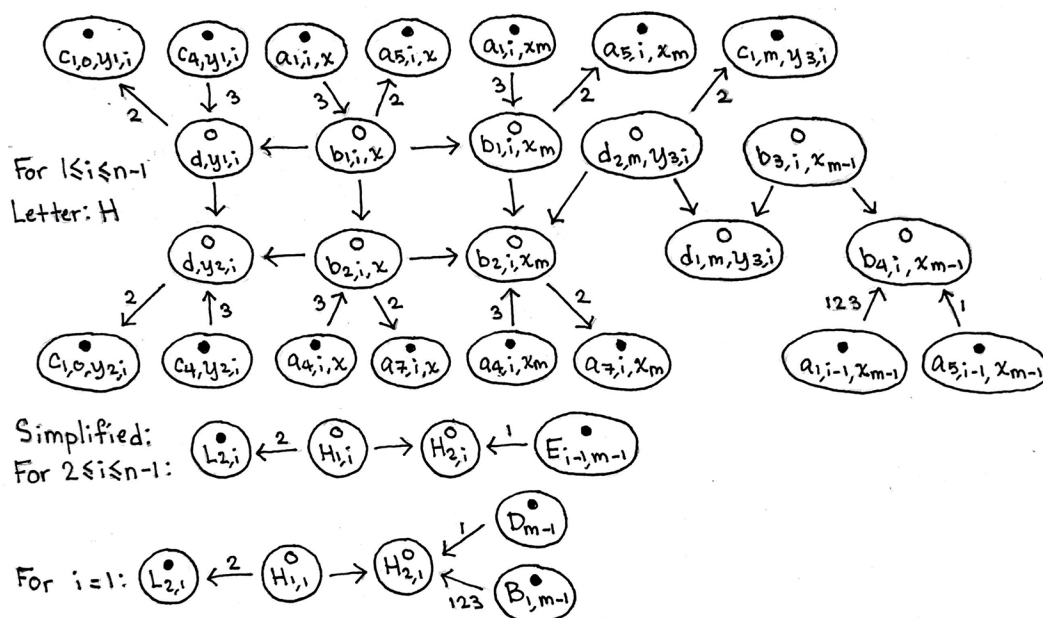 c1,0,y1,i c4,y1,i a1,i,x a5,i,x a1,i,xm a5,i,xm c1,m,y3,i
2 3 3 2 3 2 2
d,y1,i b1,i,x b1,i,xm d2,m,y3,i b3,i,xm-1
For 1≤i≤n-1
Letter: H
d,y2,i b2,i,x b2,i,xm d1,m,y3,i b4,i,xm-1
2 3 3 2 3 2 123 1
c1,0,y2,i c4,y2,i a4,i,x a7,i,x a4,i,xm a7,i,xm a1,i-1,xm-1 a5,i-1,xm-1
Simplified:
For 2≤i≤n-1: L2,i 2 H1,i H2,i 1 Ei-1,m-1
Dm-1
1
For i=1: L2,1 2 H1,1 H2,1
123 B1,m-1